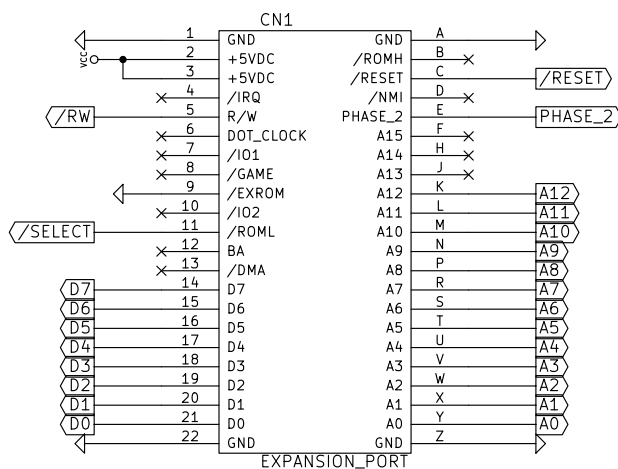 CN1
1 GND GND A
VCC 2 +5VDC /ROMH B
3 +5VDC /RESET C /RESET
4 /IRQ /NMI D
/RW 5 R/W PHASE_2 E PHASE_2
6 DOT_CLOCK A15 F
7 /IO1 A14 H
8 /GAME A13 J
9 /EXROM A12 K A12
10 /IO2 A11 L A11
/SELECT 11 /ROML A10 M A10
12 BA A9 N A9
13 /DMA A8 P A8
D7 14 D7 A7 R A7
D6 15 D6 A6 S A6
D5 16 D5 A5 T A5
D4 17 D4 A4 U A4
D3 18 D3 A3 V A3
D2 19 D2 A2 W A2
D1 20 D1 A1 X A1
D0 21 D0 A0 Y A0
22 GND GND Z
EXPANSION_PORT